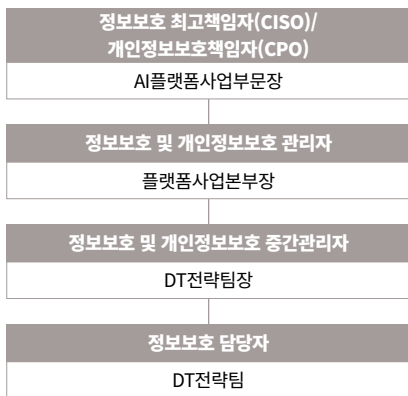 정보보호 최고책임자(CISO)/
개인정보보호책임자(CPO)
AI플랫폼사업부문장
정보보호 및 개인정보보호 관리자
플랫폼사업본부장
정보보호 및 개인정보보호 중간관리자
DT전략팀장
정보보호 담당자
DT전략팀